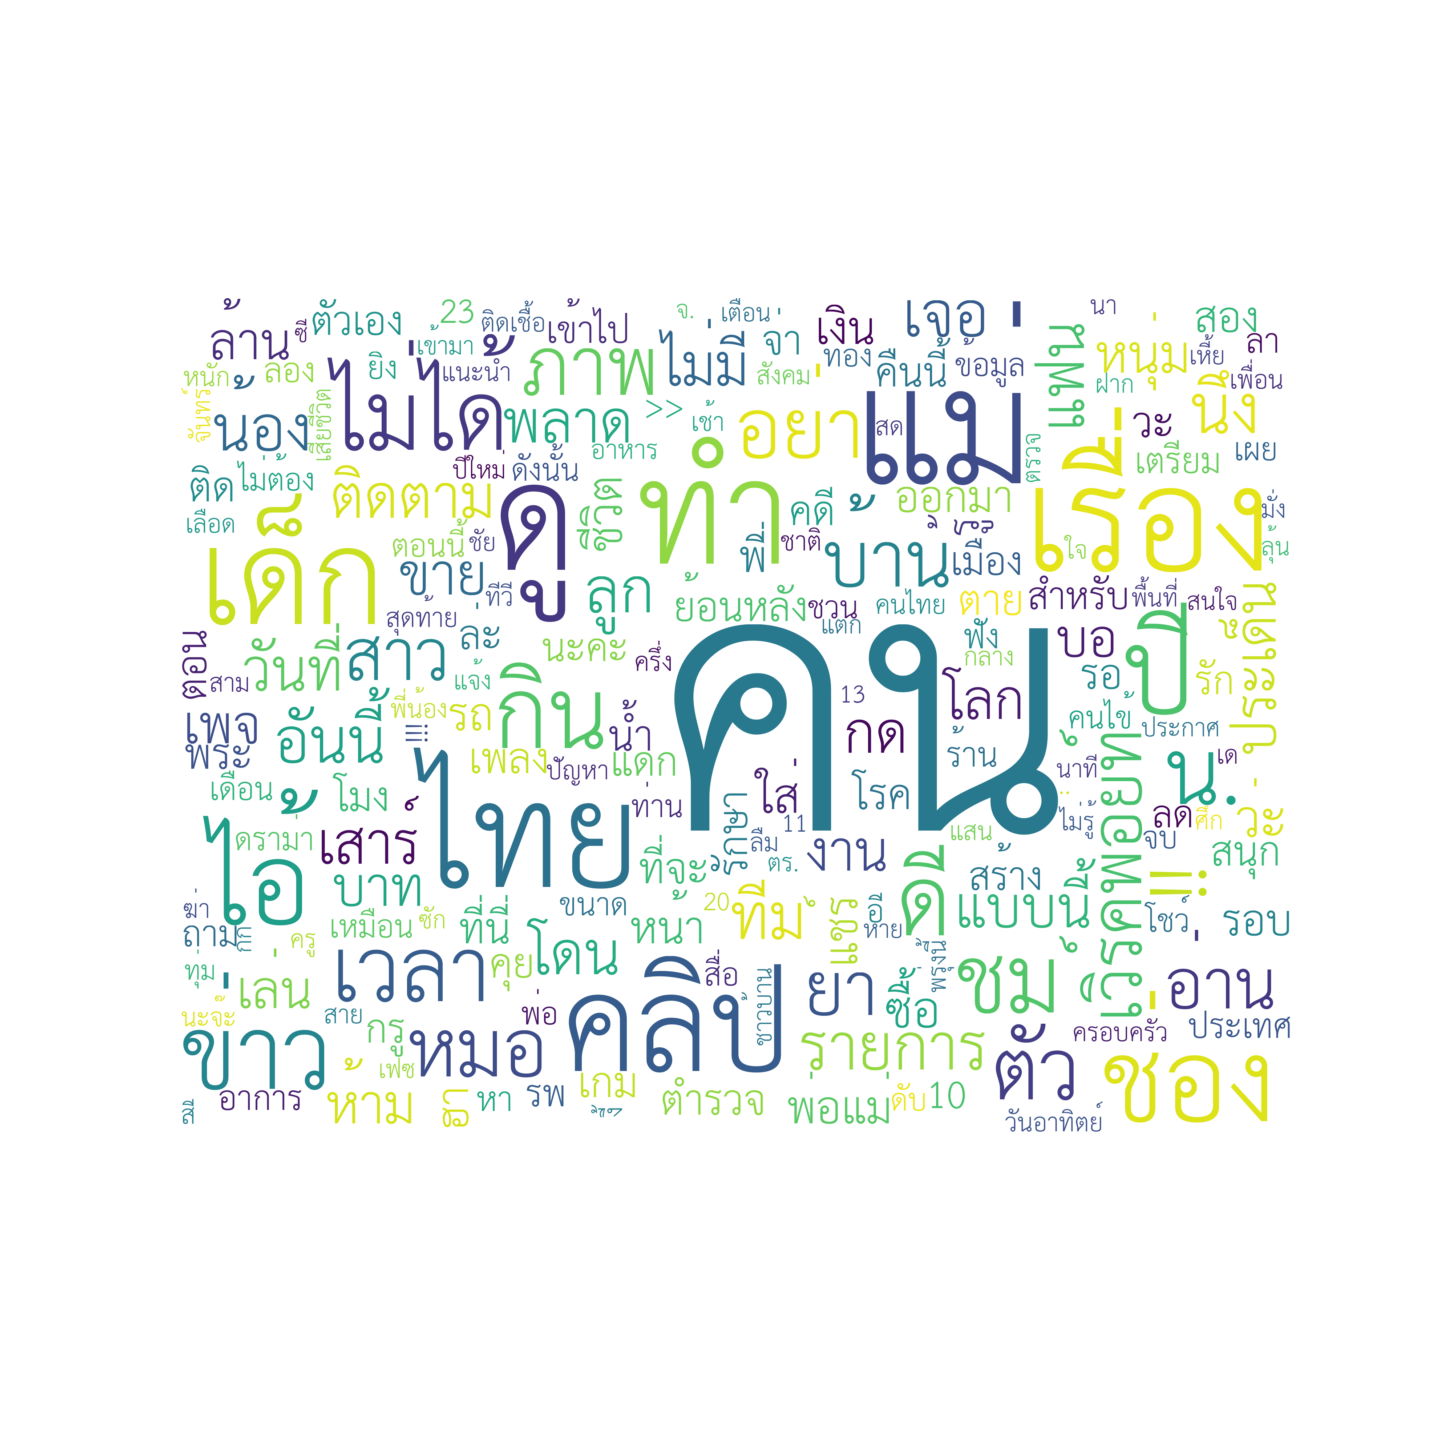 ล้าน
ซี
ตัวเอง
23
ติดเชื้อ
เข้าไป
จ.
เตือน
เงิน
เจอ
นา
สอง
ลา
หนัก
ล่อง
ยิง
เข้ามา
แนะนำ
ภาพ
ไม่มี
จ่า
ทอง
สังคม
คืนนี้
ข้อมูล
แฟน
หนุ่ม
เหี้ย
เพื่อน
ฝาก
จันทร์
น้อง
เสียชีวิต
ไม่ได้
พลาด
>>
เช้า
อย่า
สด
แม่
วะ
นึง
เผย
ติด
ไม่ต้อง
ปีใหม่
ดังนั้น
อาหาร
ตรวจ
เรื่อง
เตรียม
เลือด
ติดตาม
ดู
ชีวิต
ทำ
คดี
ออกมา
มั่ง
เด็ก
ตอนนี้
ชัย
ขาย
ทีวี
ลูก
พี่
ชาติ
บ้าน
เมือง
ใจ
ลุ้น
สุดท้าย
ย้อนหลัง
ชวน
คนไทย
ตาย
สำหรับ
พื้นที่
สนใจ
ตอน
วันที่
สาว
ล่ะ
นะคะ
ครึ่ง
แตก
ฟัง
กลาง
บอ
ปี
ประเด็น
สาม
แจ้ง
กิน
คน
13
โลก
รอ
รัก
เพจ
พระ
อันนี้
พี่น้อง
รถ
น้ำ
กด
ร้าน
คนไข้
ประกาศ
!!!
เพลง
ปัญหา
แดก
นาที
น.
เด
เดือน
โมง
ไทย
ท่าน
รักษา
ใส่
โรค
ไม่รู้
ลด
ศึก
ว่ะ
ไอ้
ดราม่า
เสาร์
11
ลืม
งาน
แสน
จบ
สนุก
บาท
ที่จะ
ตร.
สร้าง
เวรคพอยท์
!!
ฆ่า
ถาม
เหมือน
ซัก
ที่นี่
ขนาด
หน้า
20
ทีม
แชร์
อี
หาย
ดี
แบบนี้
โชว์
รอบ
กก
ครู
ทุ่ม
เล่น
เวลา
คุย
โดน
สื่อ
ยา
ซื้อ
พรุ่งนี้
ชม
อ่าน
นะจ๊ะ
ข่าว
สาย
กรู
หมอ
พ่อ
คลิป
ชาวบ้าน
รายการ
ตัว
ครอบครัว
ประเทศ
ช่อง
เฟซ
สี
อาการ
ห้าม
ฮา
หา
รพ
เกม
ตำรวจ
พ่อแม่
ดับ
10
วันอาทิตย์